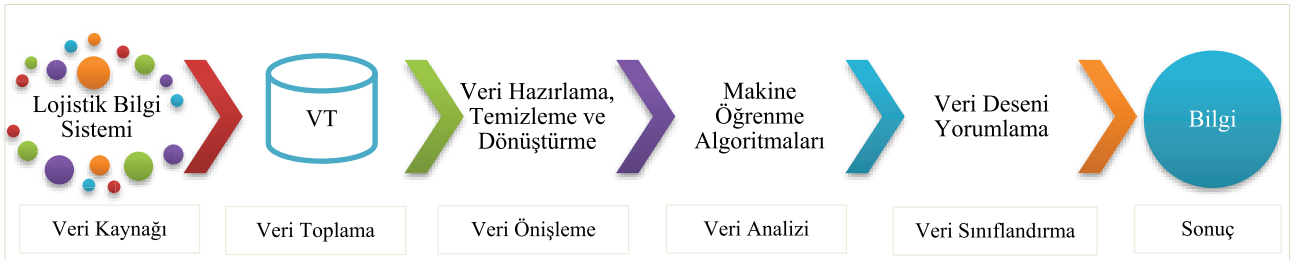 Lojistik Bilgi
Sistemi
VT
Veri Hazırlama,
Temizleme ve
Dönüştürme
Makine
Öğrenme
Algoritmaları
Veri Deseni
Yorumlama
Bilgi
Veri Kaynağı
Veri Toplama
Veri Önişleme
Veri Analizi
Veri Sınıflandırma
Sonuç